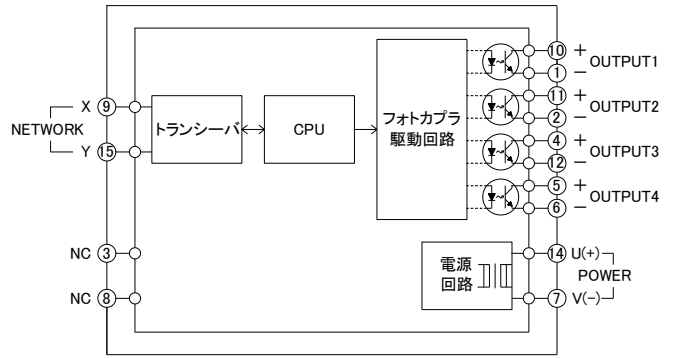 NETWORK
X ⑨
Y ⑮
NC ③
NC ⑧
トランシーバ
CPU
フォトカプラ
駆動回路
⑩ +
① −
OUTPUT1
⑪ +
② −
OUTPUT2
④ +
⑫ −
OUTPUT3
⑤ +
⑥ −
OUTPUT4
電源
回路
⑭ U(+)
⑦ V(−)
POWER